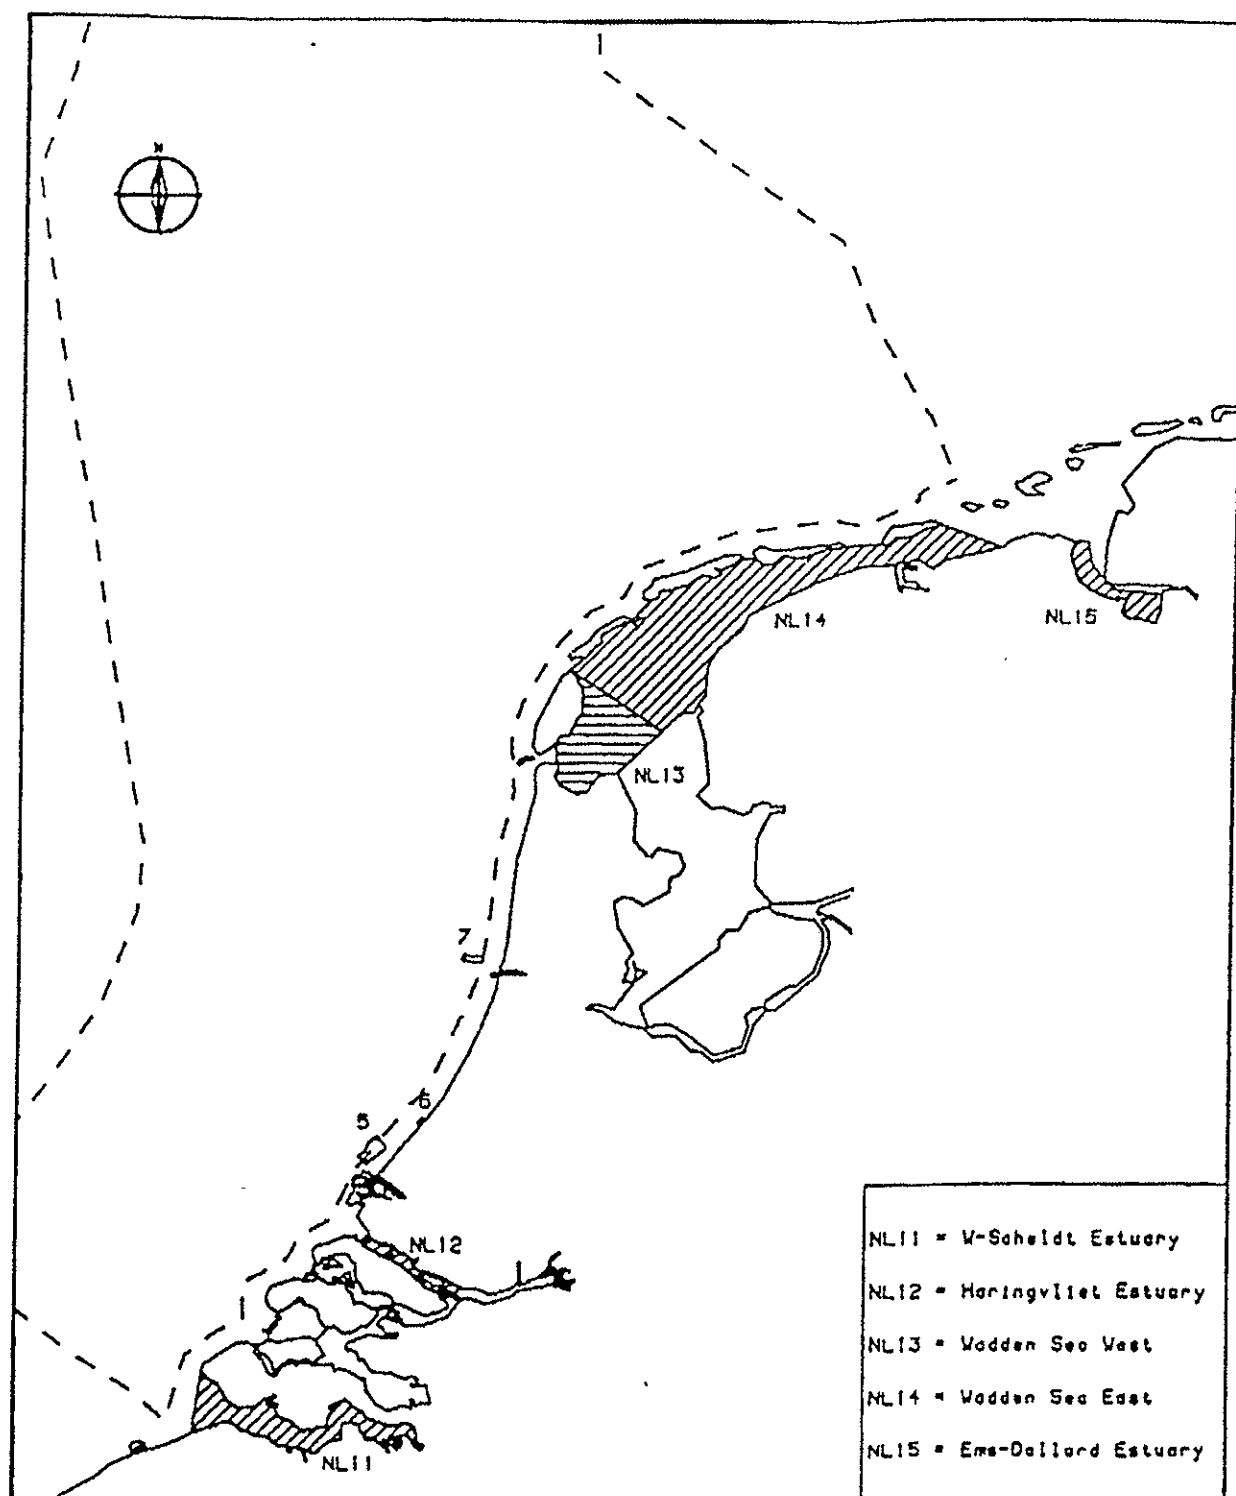 N
NL14
NL15
NL13
7
6
5
NL12
NL11
NL11 = W-Scheldt Estuary
NL12 = Haringvliet Estuary
NL13 = Wadden Sea West
NL14 = Wadden Sea East
NL15 = Ems-Dollard Estuary